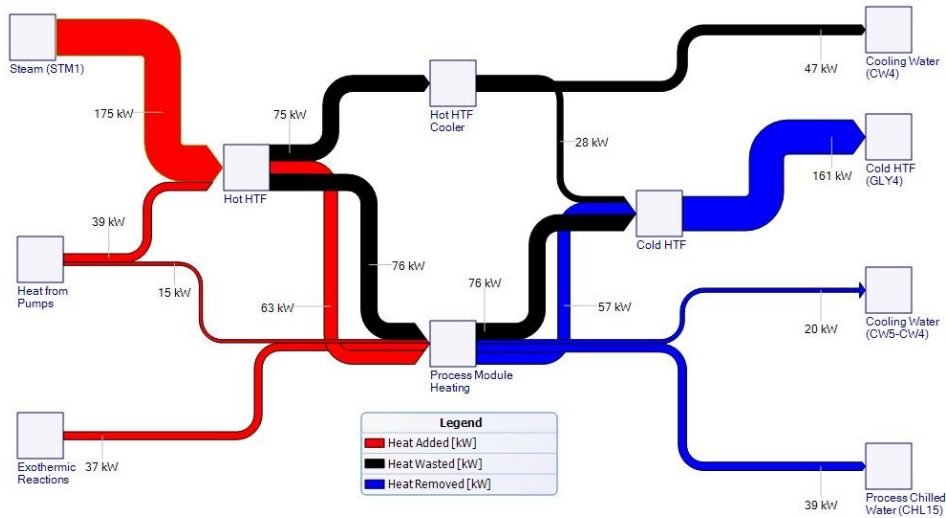 Steam (STM1)
175 kW
75 kW
Hot HTF
Cooler
47 kW
Cooling Water
(CW4)
28 kW
161 kW
Cold HTF
(GLY4)
Hot HTF
Cold HTF
39 kW
Heat from
Pumps
15 kW
76 kW
63 kW
76 kW
57 kW
20 kW
Cooling Water
(CW5-CW4)
Process Module
Heating
Exothermic
Reactions
37 kW
Legend
Heat Added [kW]
Heat Wasted [kW]
Heat Removed [kW]
39 kW
Process Chilled
Water (CHL15)